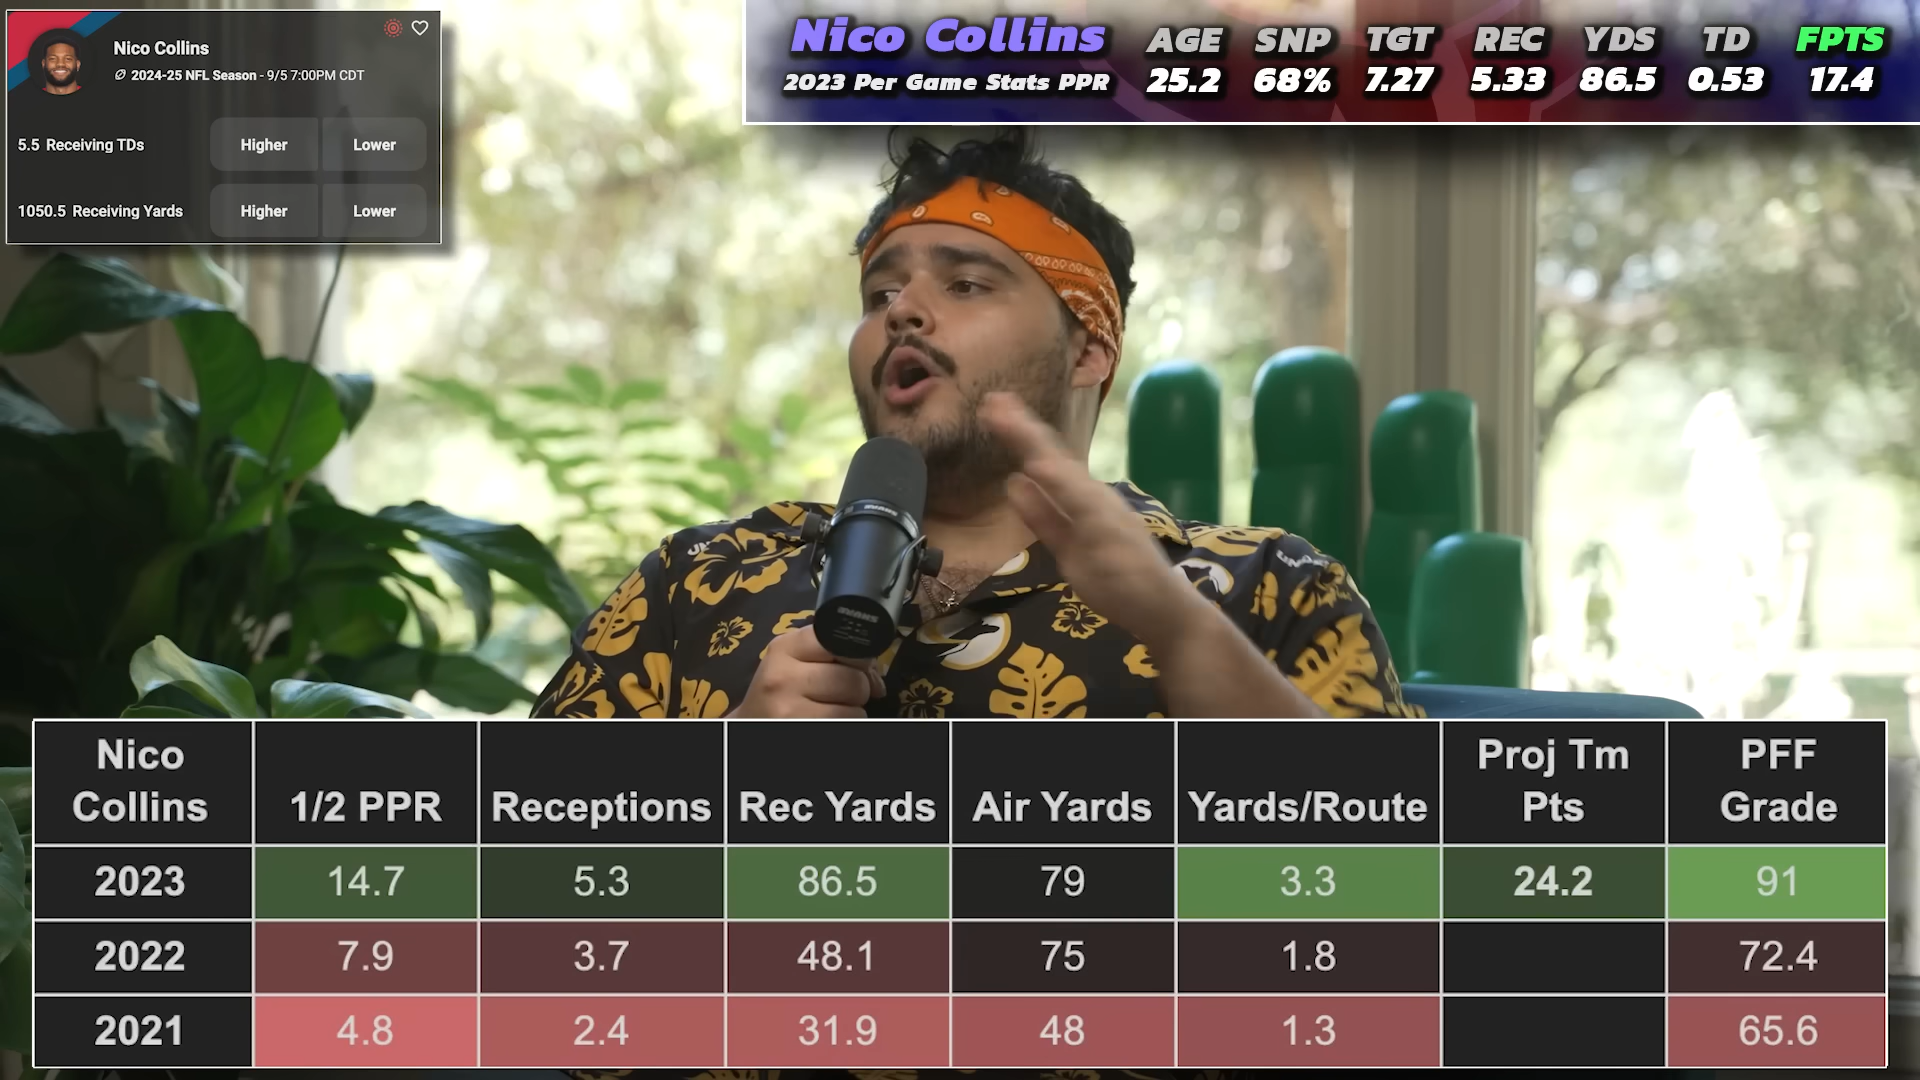 Nico Collins
2024-25 NFL Season - 9/5 7:00PM CDT
5.5 Receiving TDs Higher Lower
1050.5 Receiving Yards Higher Lower
Nico Collins AGE SNP TGT REC YDS TD FPTS
2023 Per Game Stats PPR 25.2 68% 7.27 5.33 86.5 0.53 17.4
Nico Collins 1/2 PPR Receptions Rec Yards Air Yards Yards/Route Proj Tm Pts PFF Grade
2023 14.7 5.3 86.5 79 3.3 24.2 91
2022 7.9 3.7 48.1 75 1.8 72.4
2021 4.8 2.4 31.9 48 1.3 65.6